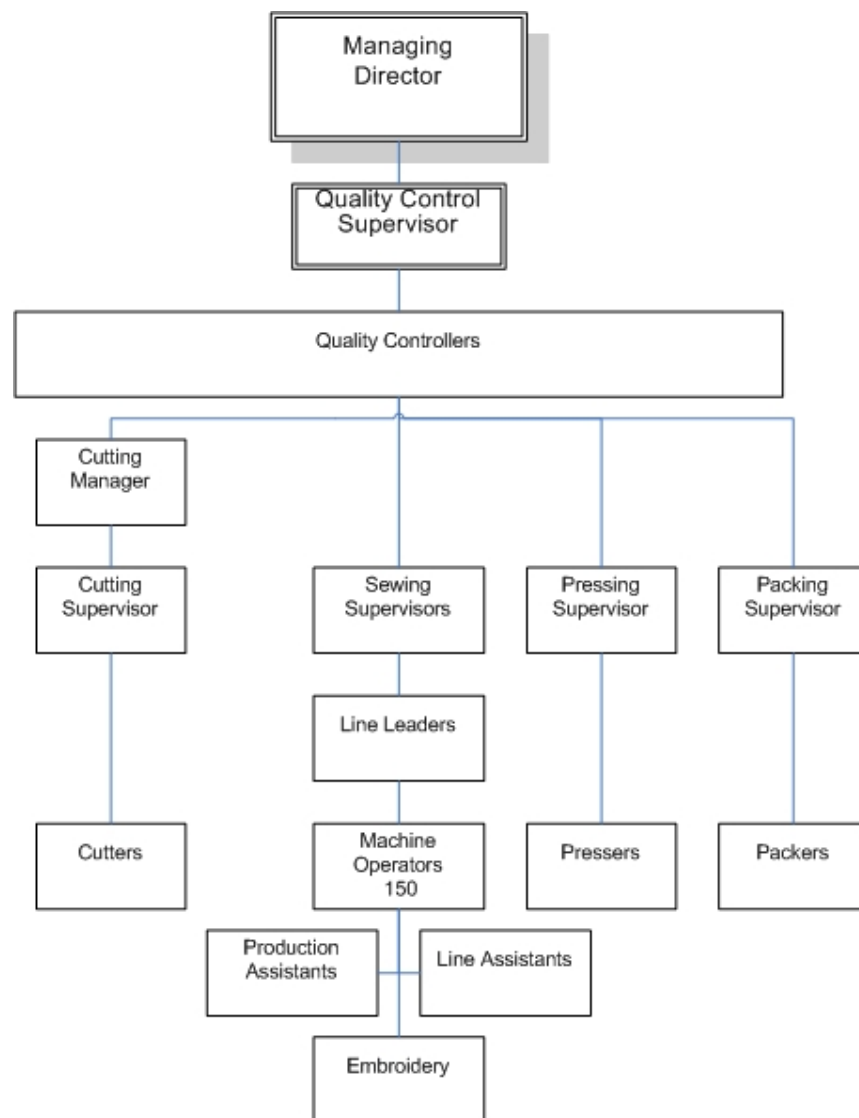 Managing
Director
Quality Control
Supervisor
Quality Controllers
Cutting
Manager
Cutting
Supervisor
Sewing
Supervisors
Pressing
Supervisor
Packing
Supervisor
Line Leaders
Cutters
Machine
Operators
150
Pressers
Packers
Production
Assistants
Line Assistants
Embroidery